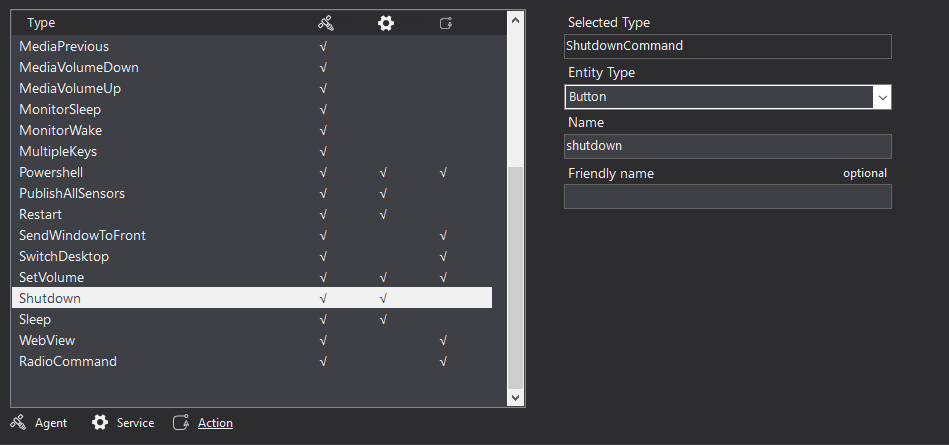 Type
MediaPrevious √
MediaVolumeDown √
MediaVolumeUp √
MonitorSleep √
MonitorWake √
MultipleKeys √
Powershell √ √ √
PublishAllSensors √ √
Restart √ √
SendWindowToFront √ √
SwitchDesktop √ √
SetVolume √ √ √
Shutdown √ √
Sleep √ √
WebView √ √
RadioCommand √ √
Agent Service Action
Selected Type
ShutdownCommand
Entity Type
Button
Name
shutdown
Friendly name optional